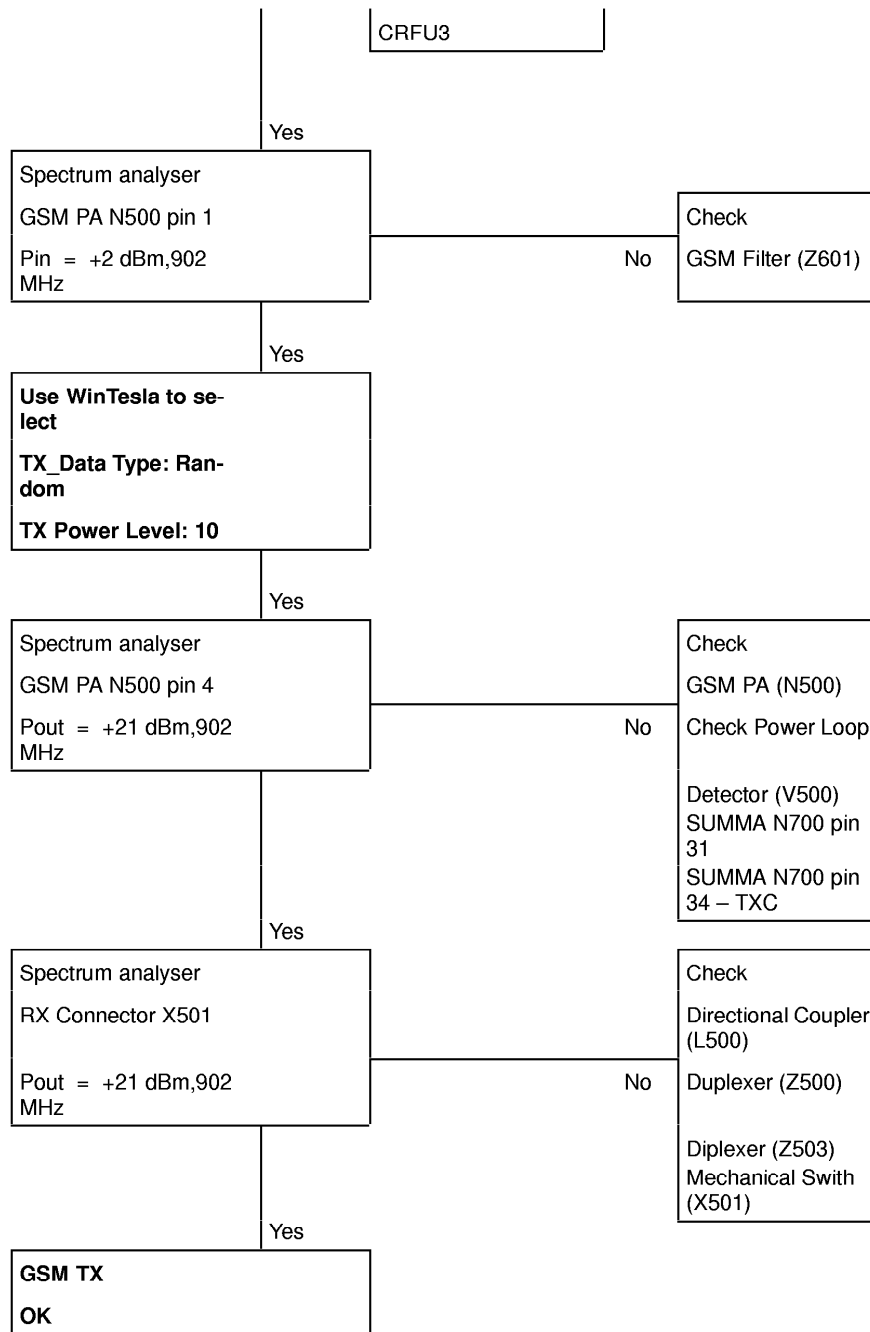 CRFU3
Yes
Spectrum analyser
GSM PA N500 pin 1
Pin = +2 dBm,902
MHz
No
Check
GSM Filter (Z601)
Yes
Use WinTesla to se-
lect
TX_Data Type: Ran-
dom
TX Power Level: 10
Yes
Spectrum analyser
GSM PA N500 pin 4
Pout = +21 dBm,902
MHz
No
Check
GSM PA (N500)
Check Power Loop
Detector (V500)
SUMMA N700 pin
31
SUMMA N700 pin
34 – TXC
Yes
Spectrum analyser
RX Connector X501
Pout = +21 dBm,902
MHz
No
Check
Directional Coupler
(L500)
Duplexer (Z500)
Diplexer (Z503)
Mechanical Swith
(X501)
Yes
GSM TX
OK